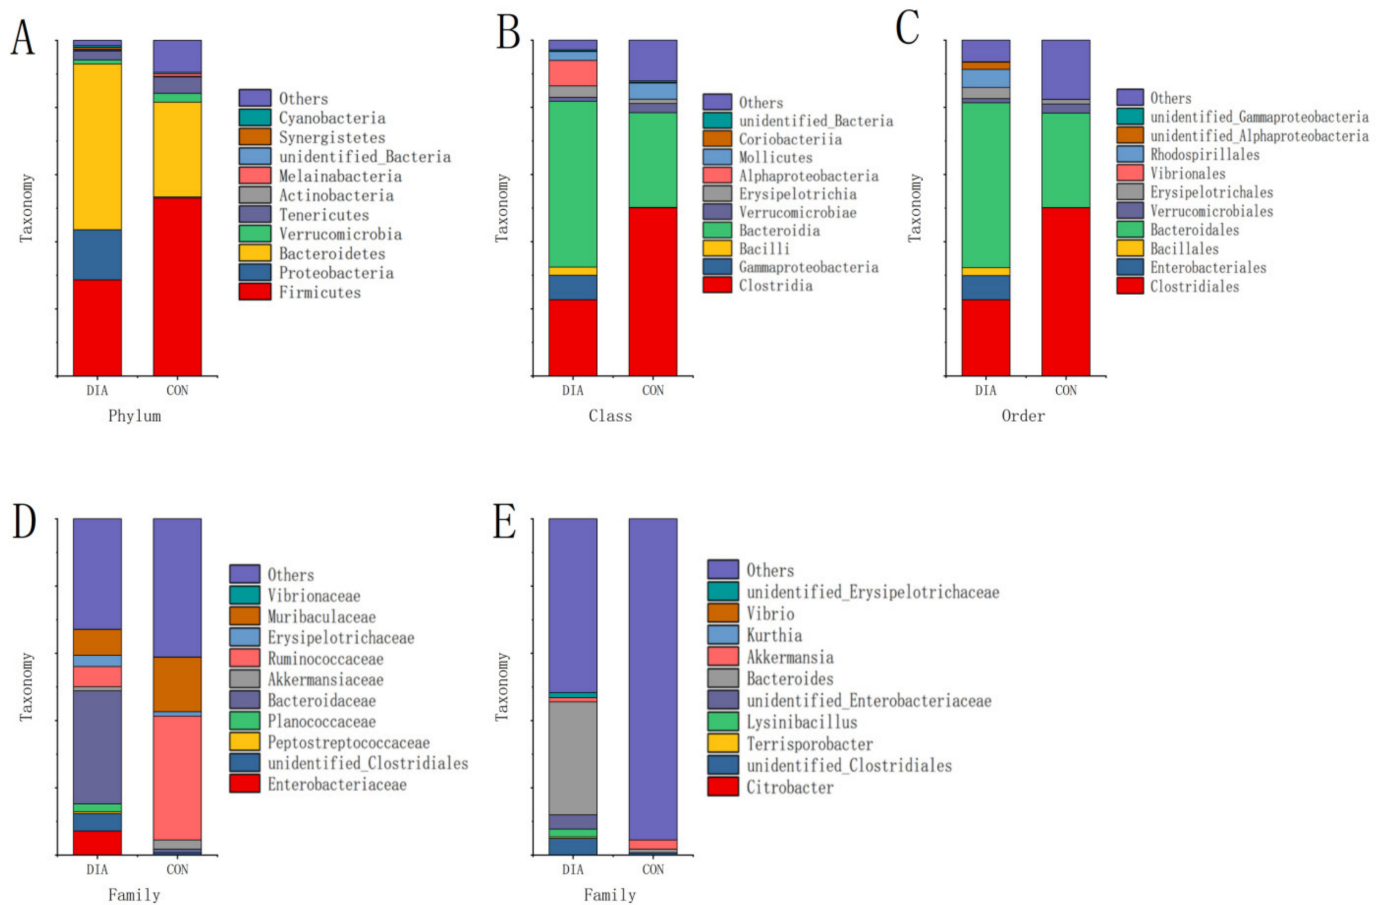 A
Taxonomy
DIA
CON
Phylum
Others
Cyanobacteria
Synergistetes
unidentified_Bacteria
Melainabacteria
Actinobacteria
Tenericutes
Verrucomicrobia
Bacteroidetes
Proteobacteria
Firmicutes
B
Taxonomy
DIA
CON
Class
Others
unidentified_Bacteria
Coriobacteriia
Mollicutes
Alphaproteobacteria
Erysipelotrichia
Verrucomicrobiae
Bacteroidia
Bacilli
Gammaproteobacteria
Clostridia
C
Taxonomy
DIA
CON
Order
Others
unidentified_Gammaproteobacteria
unidentified_Alphaproteobacteria
Rhodospirillales
Vibrionales
Erysipelotrichales
Verrucomicrobiales
Bacteroidales
Bacillales
Enterobacteriales
Clostridiales
D
Taxonomy
DIA
CON
Family
Others
Vibrionaceae
Muribaculaceae
Erysipelotrichaceae
Ruminococcaceae
Akkermansiaceae
Bacteroidaceae
Planococcaceae
Peptostreptococcaceae
unidentified_Clostridiales
Enterobacteriaceae
E
Taxonomy
DIA
CON
Family
Others
unidentified_Erysipelotrichaceae
Vibrio
Kurthia
Akkermansia
Bacteroides
unidentified_Enterobacteriaceae
Lysinibacillus
Terrisporobacter
unidentified_Clostridiales
Citrobacter